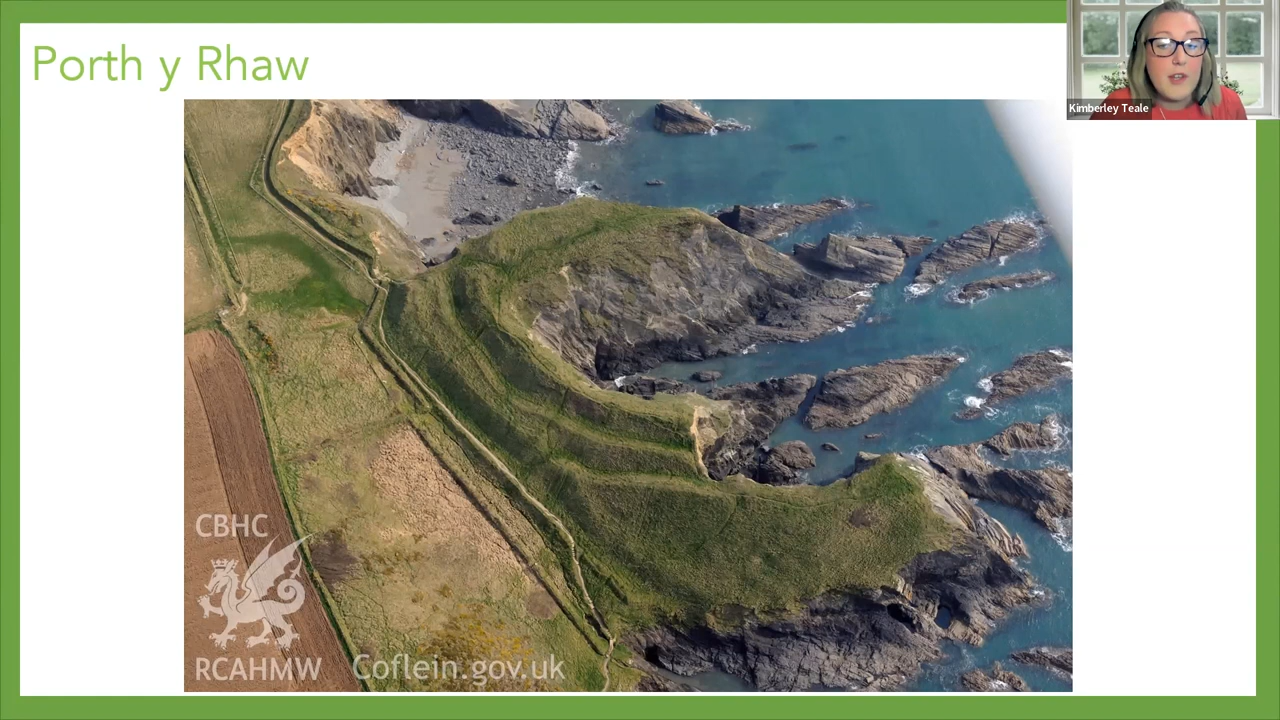 Porth y Rhaw
Kimberley Teale
CBHC
RCAHMW
Coflein.gov.uk